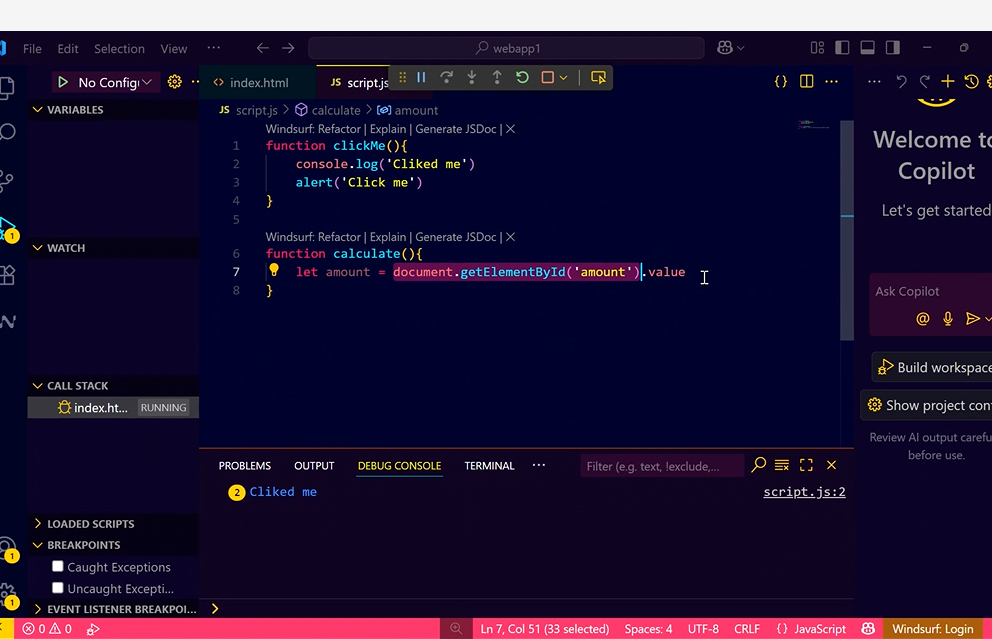 File Edit Selection View ··· webapp1
No Config index.html JS script.js
VARIABLES
JS script.js > calculate > amount
Windsurf: Refactor | Explain | Generate JSDoc | X
1 function clickMe(){
2 console.log('Cliked me')
3 alert('Click me')
4 }
5
Windsurf: Refactor | Explain | Generate JSDoc | X
6 function calculate(){
7 let amount = document.getElementById('amount').value
8 }
WATCH
CALL STACK
index.ht... RUNNING
LOADED SCRIPTS
BREAKPOINTS
Caught Exceptions
Uncaught Excepti...
EVENT LISTENER BREAKPOI...
1
1
1
PROBLEMS OUTPUT DEBUG CONSOLE TERMINAL ··· Filter (e.g. text, !exclude,...
2 Cliked me script.js:2
>
Welcome to
Copilot
Let's get started
Ask Copilot
@
Build workspace
Show project con
Review AI output carefu
before use.
0 0 Ln 7, Col 51 (33 selected) Spaces: 4 UTF-8 CRLF {} JavaScript Windsurf: Login